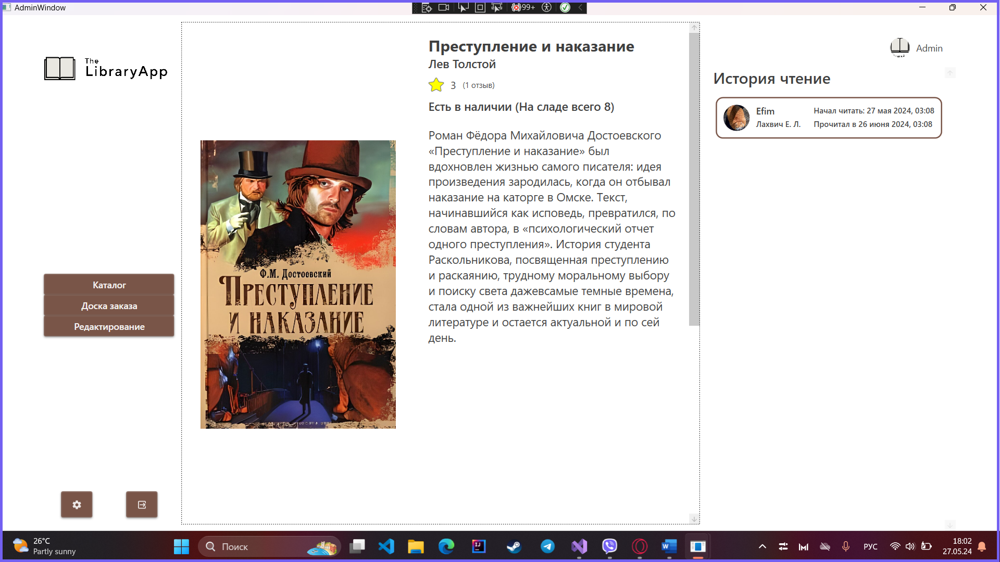 AdminWindow
99+
The
LibraryApp
Каталог
Доска заказа
Редактирование
Ф.М. Достоевский
Преступление
и наказание
Преступление и наказание
Лев Толстой
3 (1 отзыв)
Есть в наличии (На сладе всего 8)
Роман Фёдора Михайловича Достоевского
«Преступление и наказание» был
вдохновлен жизнью самого писателя: идея
произведения зародилась, когда он отбывал
наказание на каторге в Омске. Текст,
начинавшийся как исповедь, превратился, по
словам автора, в «психологический отчет
одного преступления». История студента
Раскольникова, посвященная преступлению
и раскаянию, трудному моральному выбору
и поиску света дажевсамые темные времена,
стала одной из важнейших книг в мировой
литературе и остается актуальной и по сей
день.
Admin
История чтение
Efim
Начал читать: 27 мая 2024, 03:08
Лахвич Е. Л.
Прочитал в 26 июня 2024, 03:08
26°C
Partly sunny
Поиск
РУС
18:02
27.05.24